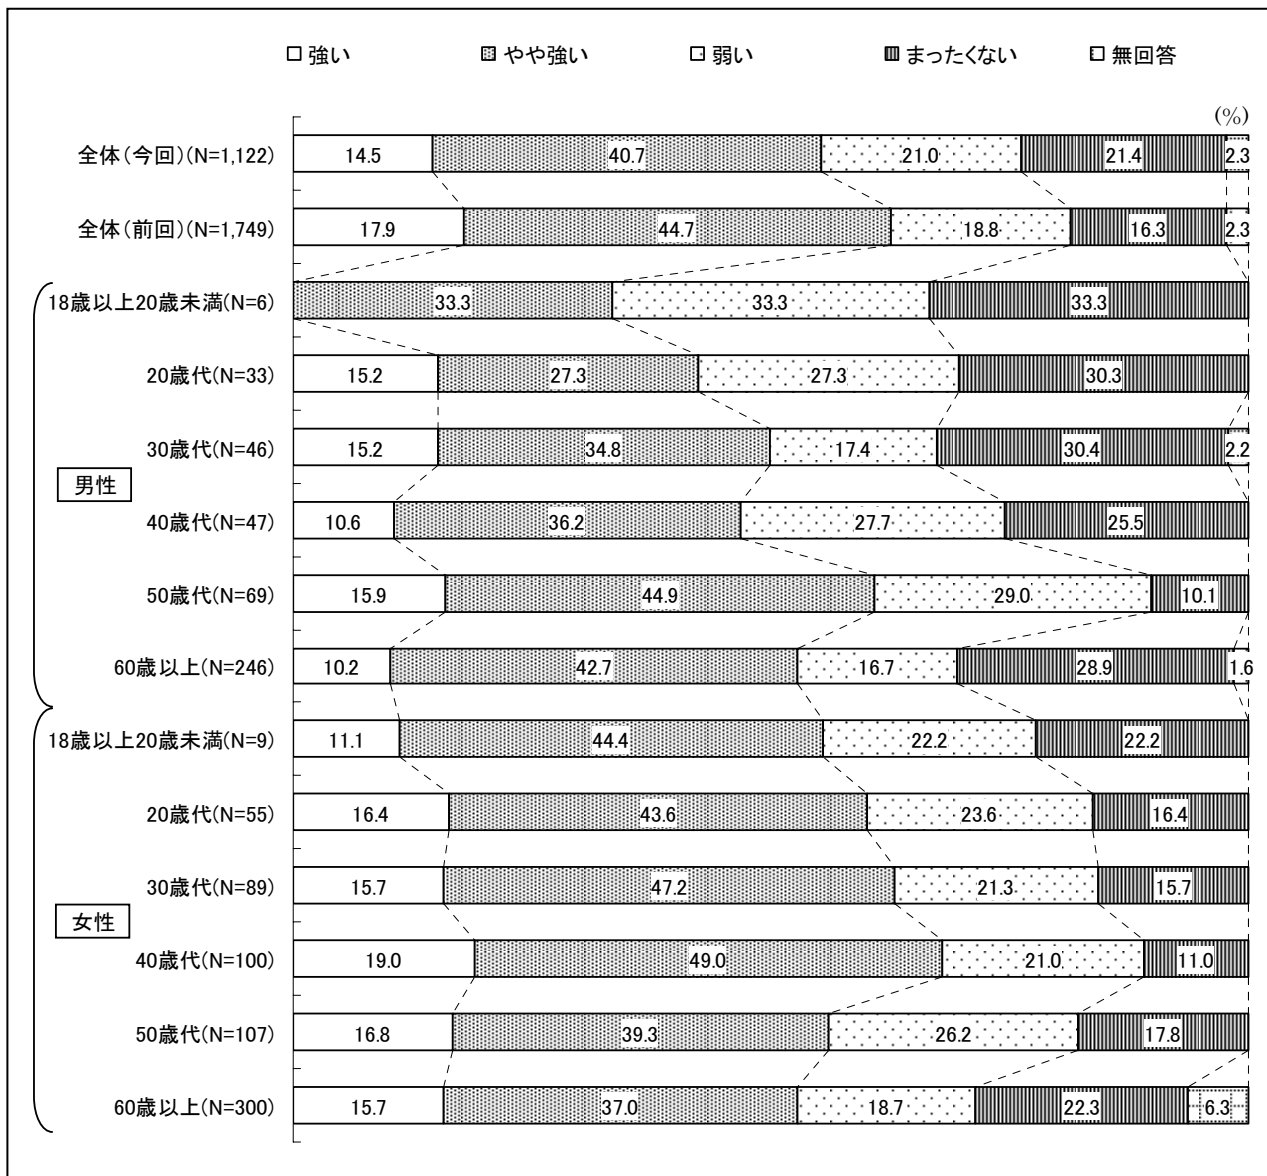 強い やや強い 弱い まったくない 無回答
(%)
全体(今回)(N=1,122) 14.5 40.7 21.0 21.4 2.3
全体(前回)(N=1,749) 17.9 44.7 18.8 16.3 2.3
18歳以上20歳未満(N=6) 33.3 33.3 33.3
20歳代(N=33) 15.2 27.3 27.3 30.3
30歳代(N=46) 15.2 34.8 17.4 30.4 2.2
男性
40歳代(N=47) 10.6 36.2 27.7 25.5
50歳代(N=69) 15.9 44.9 29.0 10.1
60歳以上(N=246) 10.2 42.7 16.7 28.9 1.6
18歳以上20歳未満(N=9) 11.1 44.4 22.2 22.2
20歳代(N=55) 16.4 43.6 23.6 16.4
30歳代(N=89) 15.7 47.2 21.3 15.7
女性
40歳代(N=100) 19.0 49.0 21.0 11.0
50歳代(N=107) 16.8 39.3 26.2 17.8
60歳以上(N=300) 15.7 37.0 18.7 22.3 6.3